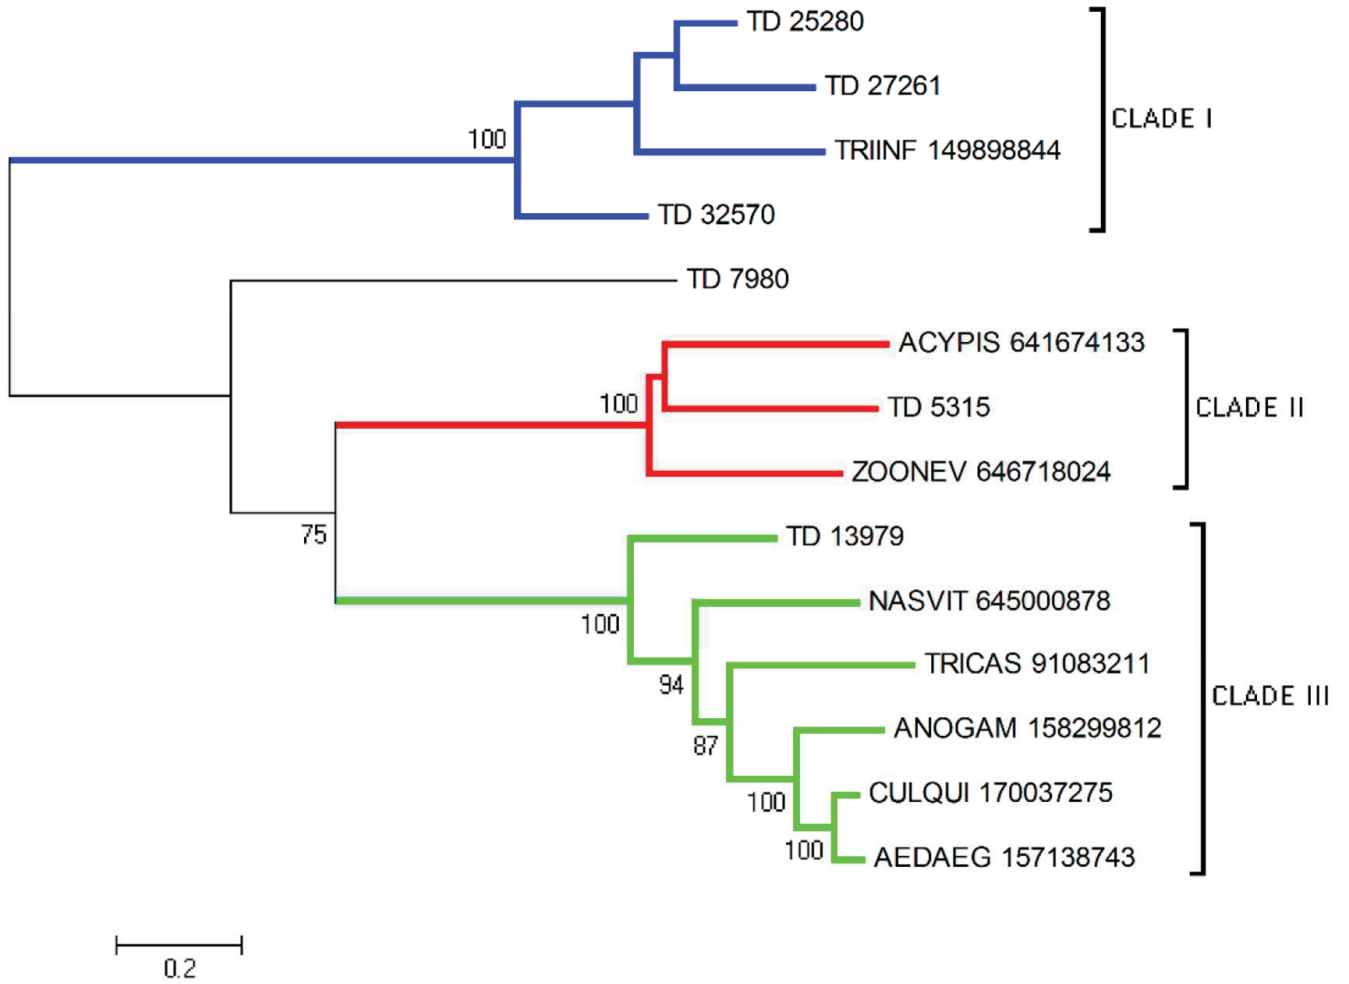 TD 25280
TD 27261
CLADE I
100
TRIINF 149898844
TD 32570
TD 7980
ACYPIS 641674133
100
TD 5315
CLADE II
ZOONEV 646718024
75
TD 13979
NASVIT 645000878
100
TRICAS 91083211
94
CLADE III
ANOGAM 158299812
87
CULQUI 170037275
100
100
AEDAEG 157138743
0.2